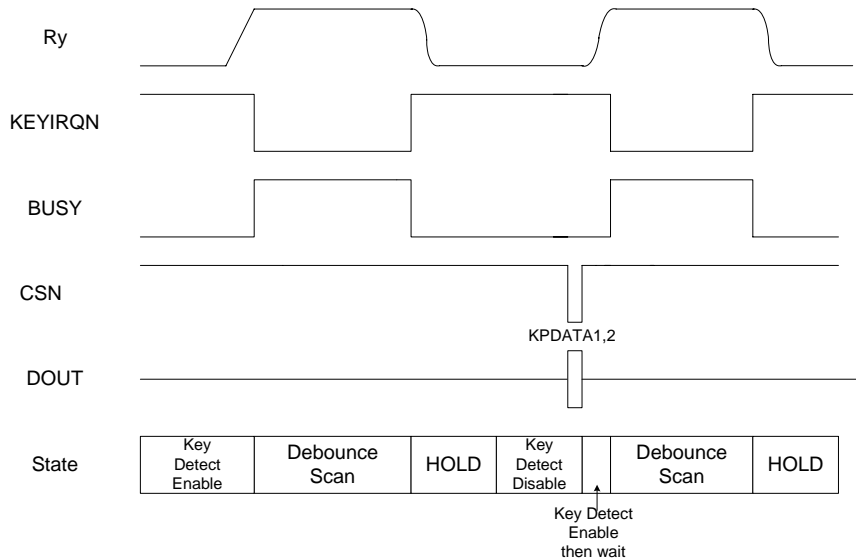 Ry
KEYIRQN
BUSY
CSN
KPDATA1,2
DOUT
State
Key
Detect
Enable
Debounce
Scan
HOLD
Key
Detect
Disable
Debounce
Scan
HOLD
Key Detect
Enable
then wait